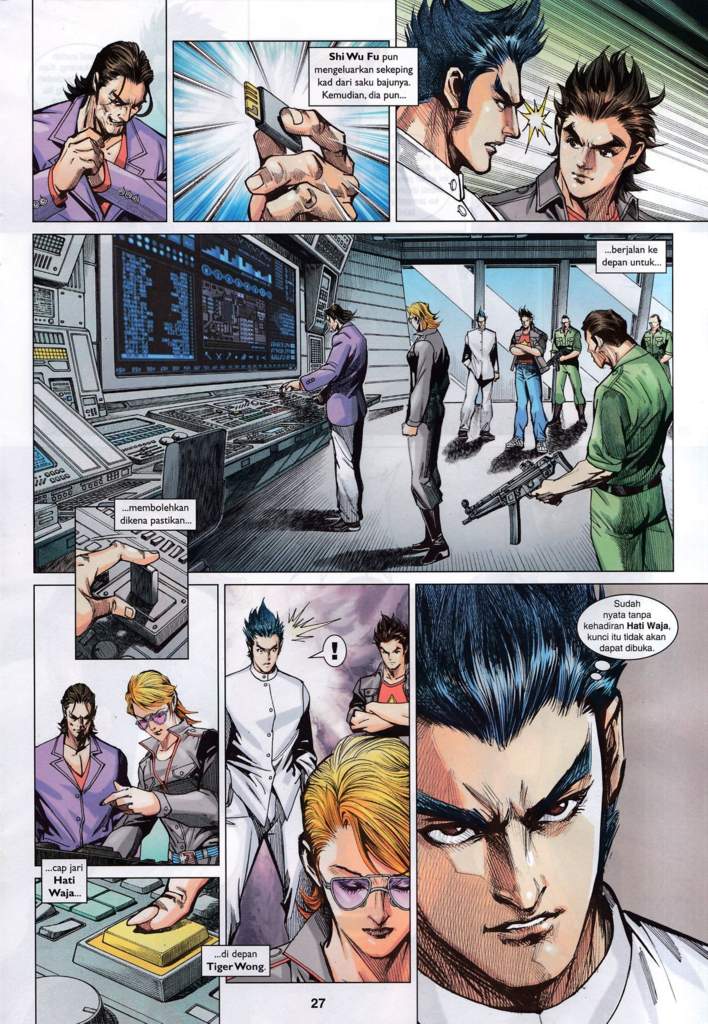 Shi Wu Fu pun
mengeluarkan sekeping
kad dari saku bajunya.
Kemudian, dia pun...
...berjalan ke
depan untuk...
...membolehkan
dikena pastikan...
!
Sudah
nyata tanpa
kehadiran Hati Waja,
kunci itu tidak akan
dapat dibuka.
...cap jari
Hati
Waja...
...di depan
Tiger Wong.
27